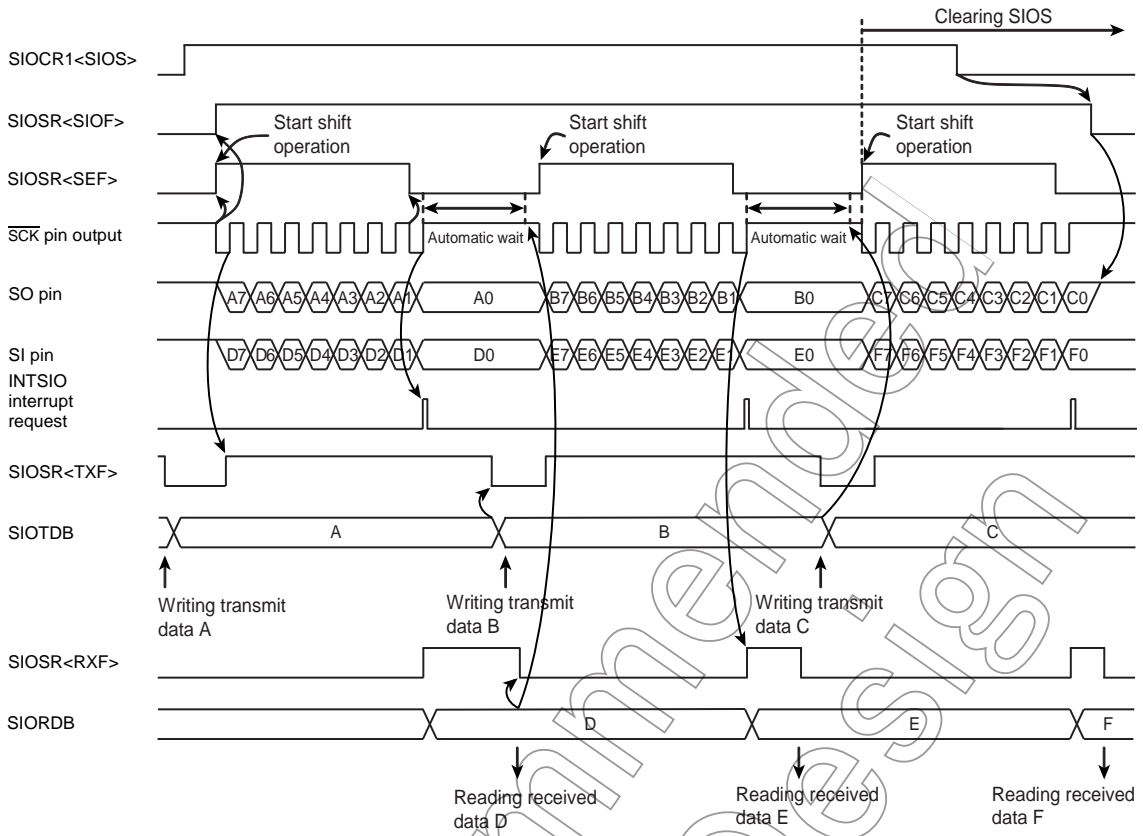 Clearing SIOS
SIOCR1<SIOS>
SIOSR<SIOF>
Start shift operation
Start shift operation
Start shift operation
SIOSR<SEF>
SCK pin output
Automatic wait
Automatic wait
SO pin
A7 A6 A5 A4 A3 A2 A1 A0 B7 B6 B5 B4 B3 B2 B1 B0 C7 C6 C5 C4 C3 C2 C1 C0
SI pin
D7 D6 D5 D4 D3 D2 D1 D0 E7 E6 E5 E4 E3 E2 E1 E0 F7 F6 F5 F4 F3 F2 F1 F0
INTSIO
interrupt
request
SIOSR<TXF>
SIOTDB
A B C
Writing transmit
data A
Writing transmit
data B
Writing transmit
data C
SIOSR<RXF>
SIORDB
D E F
Reading received
data D
Reading received
data E
Reading received
data F